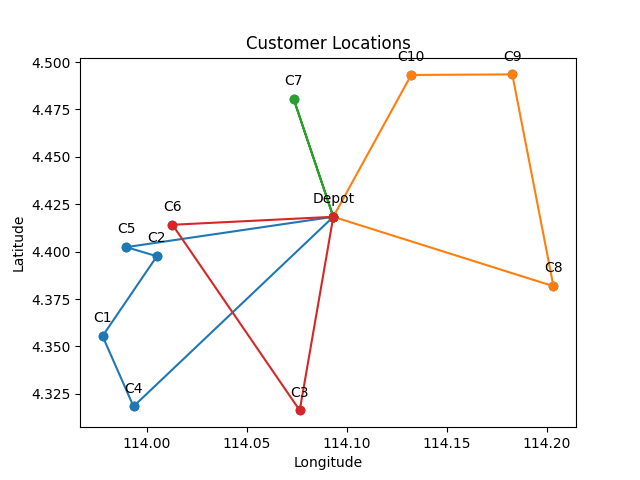 Customer Locations
4.500
4.475
4.450
4.425
4.400
4.375
4.350
4.325
Latitude
C10
C9
C7
Depot
C6
C5
C2
C8
C1
C4
C3
114.00
114.05
114.10
114.15
114.20
Longitude